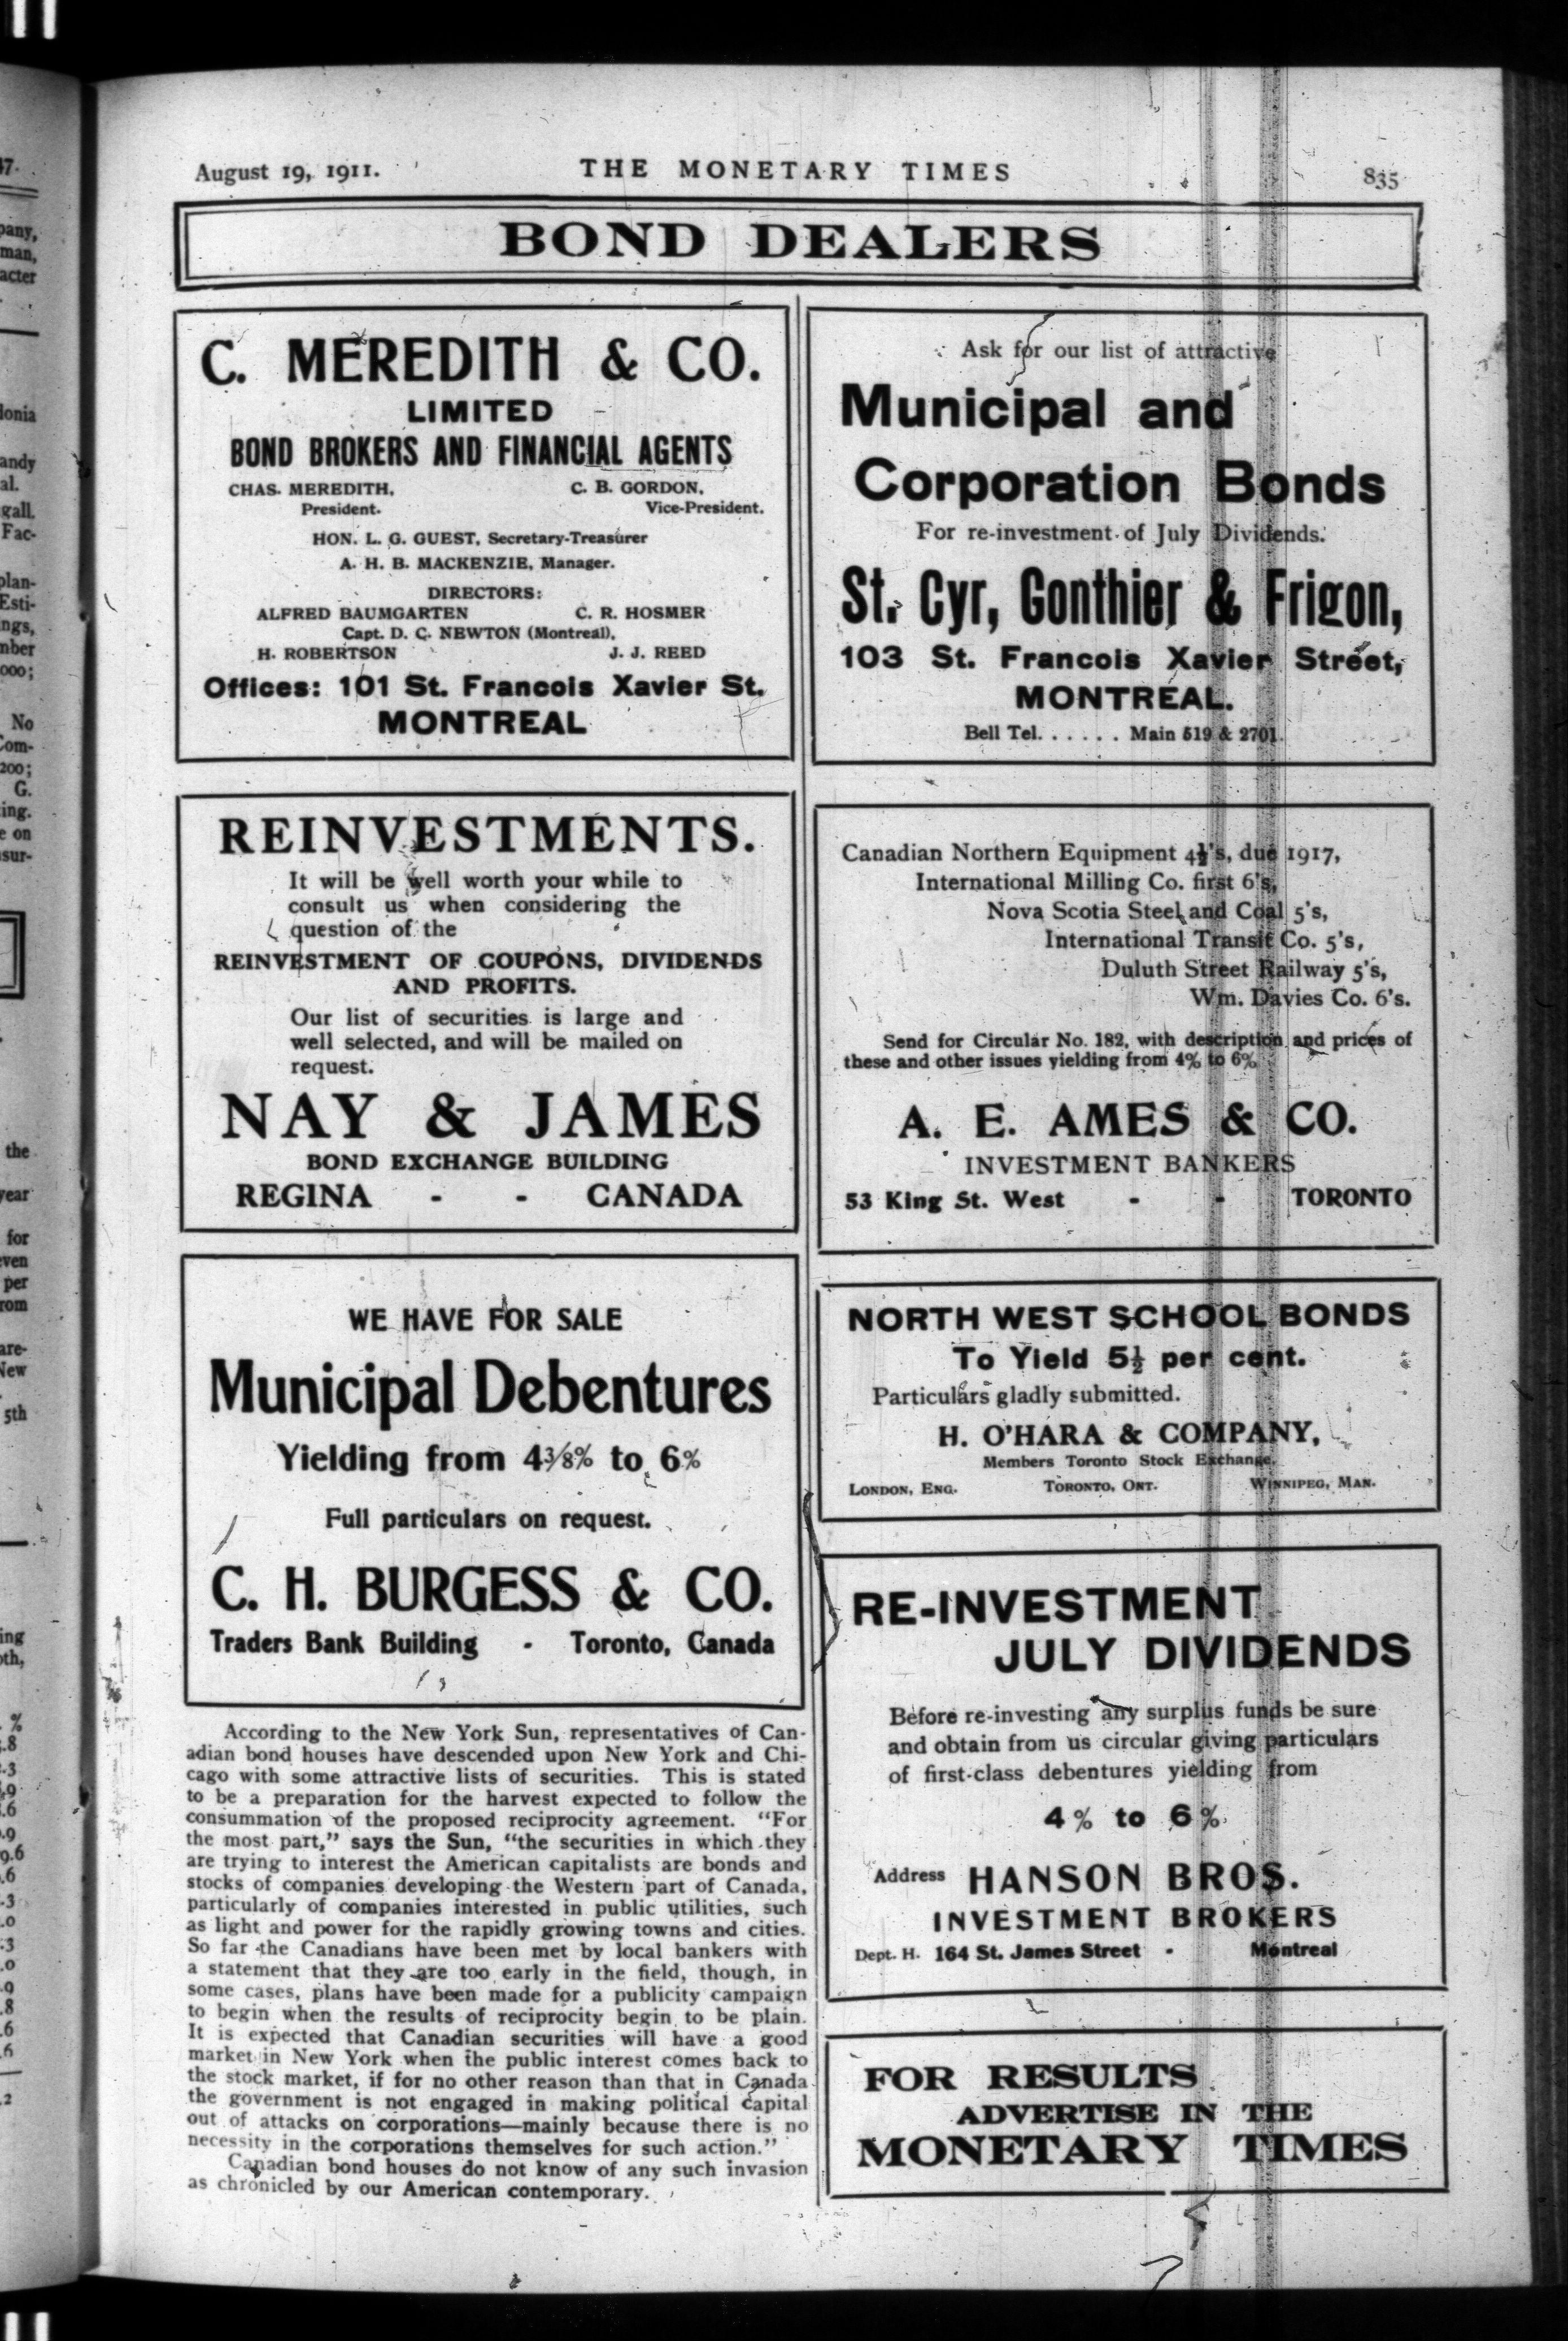 August 19, 1911.
THE MONETARY TIMES
835
BOND DEALERS
C. MEREDITH & CO.
LIMITED
BOND BROKERS AND FINANCIAL AGENTS
CHAS. MEREDITH, C. B. GORDON,
President. Vice-President.
HON. L. G. GUEST, Secretary-Treasurer
A. H. B. MACKENZIE, Manager.
DIRECTORS:
ALFRED BAUMGARTEN C. R. HOSMER
Capt. D. C. NEWTON (Montreal),
H. ROBERTSON J. J. REED
Offices: 101 St. Francois Xavier St.
MONTREAL
REINVESTMENTS.
It will be well worth your while to
consult us when considering the
question of the
REINVESTMENT OF COUPONS, DIVIDENDS
AND PROFITS.
Our list of securities is large and
well selected, and will be mailed on
request.
NAY & JAMES
BOND EXCHANGE BUILDING
REGINA - - CANADA
WE HAVE FOR SALE
Municipal Debentures
Yielding from 4⅜% to 6%
Full particulars on request.
C. H. BURGESS & CO.
Traders Bank Building - Toronto, Canada
According to the New York Sun, representatives of Can-
adian bond houses have descended upon New York and Chi-
cago with some attractive lists of securities. This is stated
to be a preparation for the harvest expected to follow the
consummation of the proposed reciprocity agreement. "For
the most part," says the Sun, "the securities in which they
are trying to interest the American capitalists are bonds and
stocks of companies developing the Western part of Canada,
particularly of companies interested in public utilities, such
as light and power for the rapidly growing towns and cities.
So far the Canadians have been met by local bankers with
a statement that they are too early in the field, though, in
some cases, plans have been made for a publicity campaign
to begin when the results of reciprocity begin to be plain.
It is expected that Canadian securities will have a good
market in New York when the public interest comes back to
the stock market, if for no other reason than that in Canada
the government is not engaged in making political capital
out of attacks on corporations—mainly because there is no
necessity in the corporations themselves for such action."
Canadian bond houses do not know of any such invasion
as chronicled by our American contemporary.
Ask for our list of attractive
Municipal and
Corporation Bonds
For re-investment of July Dividends.
St. Cyr, Gonthier & Frigon,
103 St. Francois Xavier Street,
MONTREAL.
Bell Tel. . . . . . Main 519 & 2701.
Canadian Northern Equipment 4½'s, due 1917,
International Milling Co. first 6's,
Nova Scotia Steel and Coal 5's,
International Transit Co. 5's,
Duluth Street Railway 5's,
Wm. Davies Co. 6's.
Send for Circular No. 182, with description and prices of
these and other issues yielding from 4% to 6%
A. E. AMES & CO.
INVESTMENT BANKERS
53 King St. West - - TORONTO
NORTH WEST SCHOOL BONDS
To Yield 5½ per cent.
Particulars gladly submitted.
H. O'HARA & COMPANY,
Members Toronto Stock Exchange,
LONDON, ENG. TORONTO, ONT. WINNIPEG, MAN.
RE-INVESTMENT
JULY DIVIDENDS
Before re-investing any surplus funds be sure
and obtain from us circular giving particulars
of first-class debentures yielding from
4% to 6%
Address HANSON BROS.
INVESTMENT BROKERS
Dept. H. 164 St. James Street - Montreal
FOR RESULTS
ADVERTISE IN THE
MONETARY TIMES